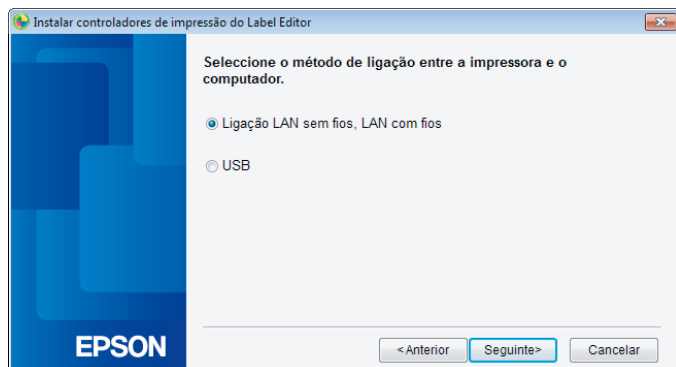 Instalar controladores de impressão do Label Editor
Seleccione o método de ligação entre a impressora e o
computador.
Ligação LAN sem fios, LAN com fios
USB
EPSON
<Anterior
Seguinte>
Cancelar